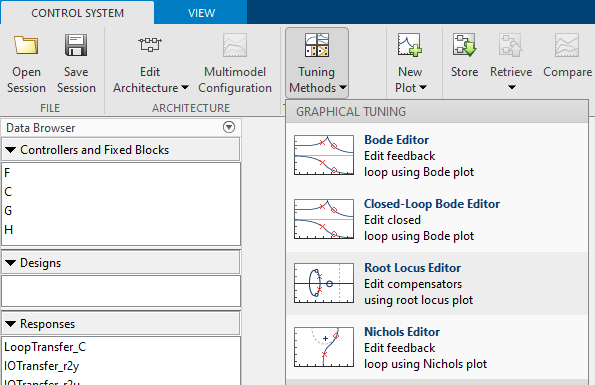 CONTROL SYSTEM VIEW
Open Session
Save Session
Edit Architecture
Multimodel Configuration
Tuning Methods
New Plot
Store
Retrieve
Compare
FILE
ARCHITECTURE
Data Browser
Controllers and Fixed Blocks
F
C
G
H
Designs
Responses
LoopTransfer_C
IOTransfer_r2y
IOTransfer_r2u
GRAPHICAL TUNING
Bode Editor
Edit feedback
loop using Bode plot
Closed-Loop Bode Editor
Edit closed
loop using Bode plot
Root Locus Editor
Edit compensators
using root locus plot
Nichols Editor
Edit feedback
loop using Nichols plot